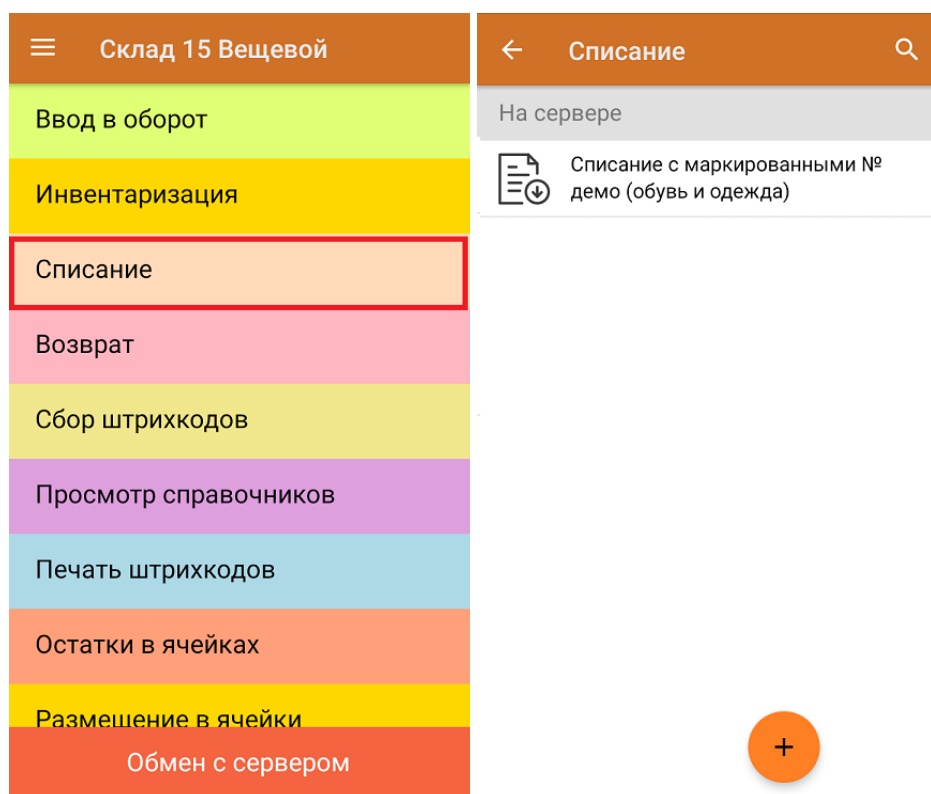 Склад 15 Вещевой
Ввод в оборот
Инвентаризация
Списание
Возврат
Сбор штрихкодов
Просмотр справочников
Печать штрихкодов
Остатки в ячейках
Размещение в ячейки
Обмен с сервером
Списание
На сервере
Списание с маркированными №
демо (обувь и одежда)